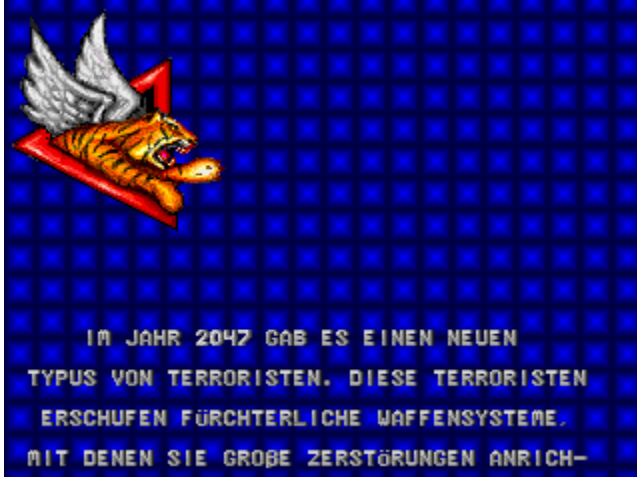 IM JAHR 2047 GAB ES EINEN NEUEN
TYPUS VON TERRORISTEN. DIESE TERRORISTEN
ERSCHUFEN FüRCHTERLICHE WAFFENSYSTEME,
MIT DENEN SIE GROßE ZERSTöRUNGEN ANRICH-